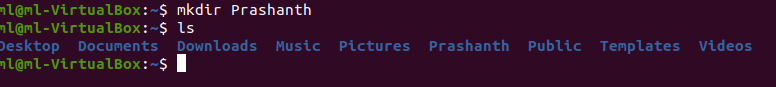 ml@ml-VirtualBox:~$ mkdir Prashanth
ml@ml-VirtualBox:~$ ls
Desktop Documents Downloads Music Pictures Prashanth Public Templates Videos
ml@ml-VirtualBox:~$